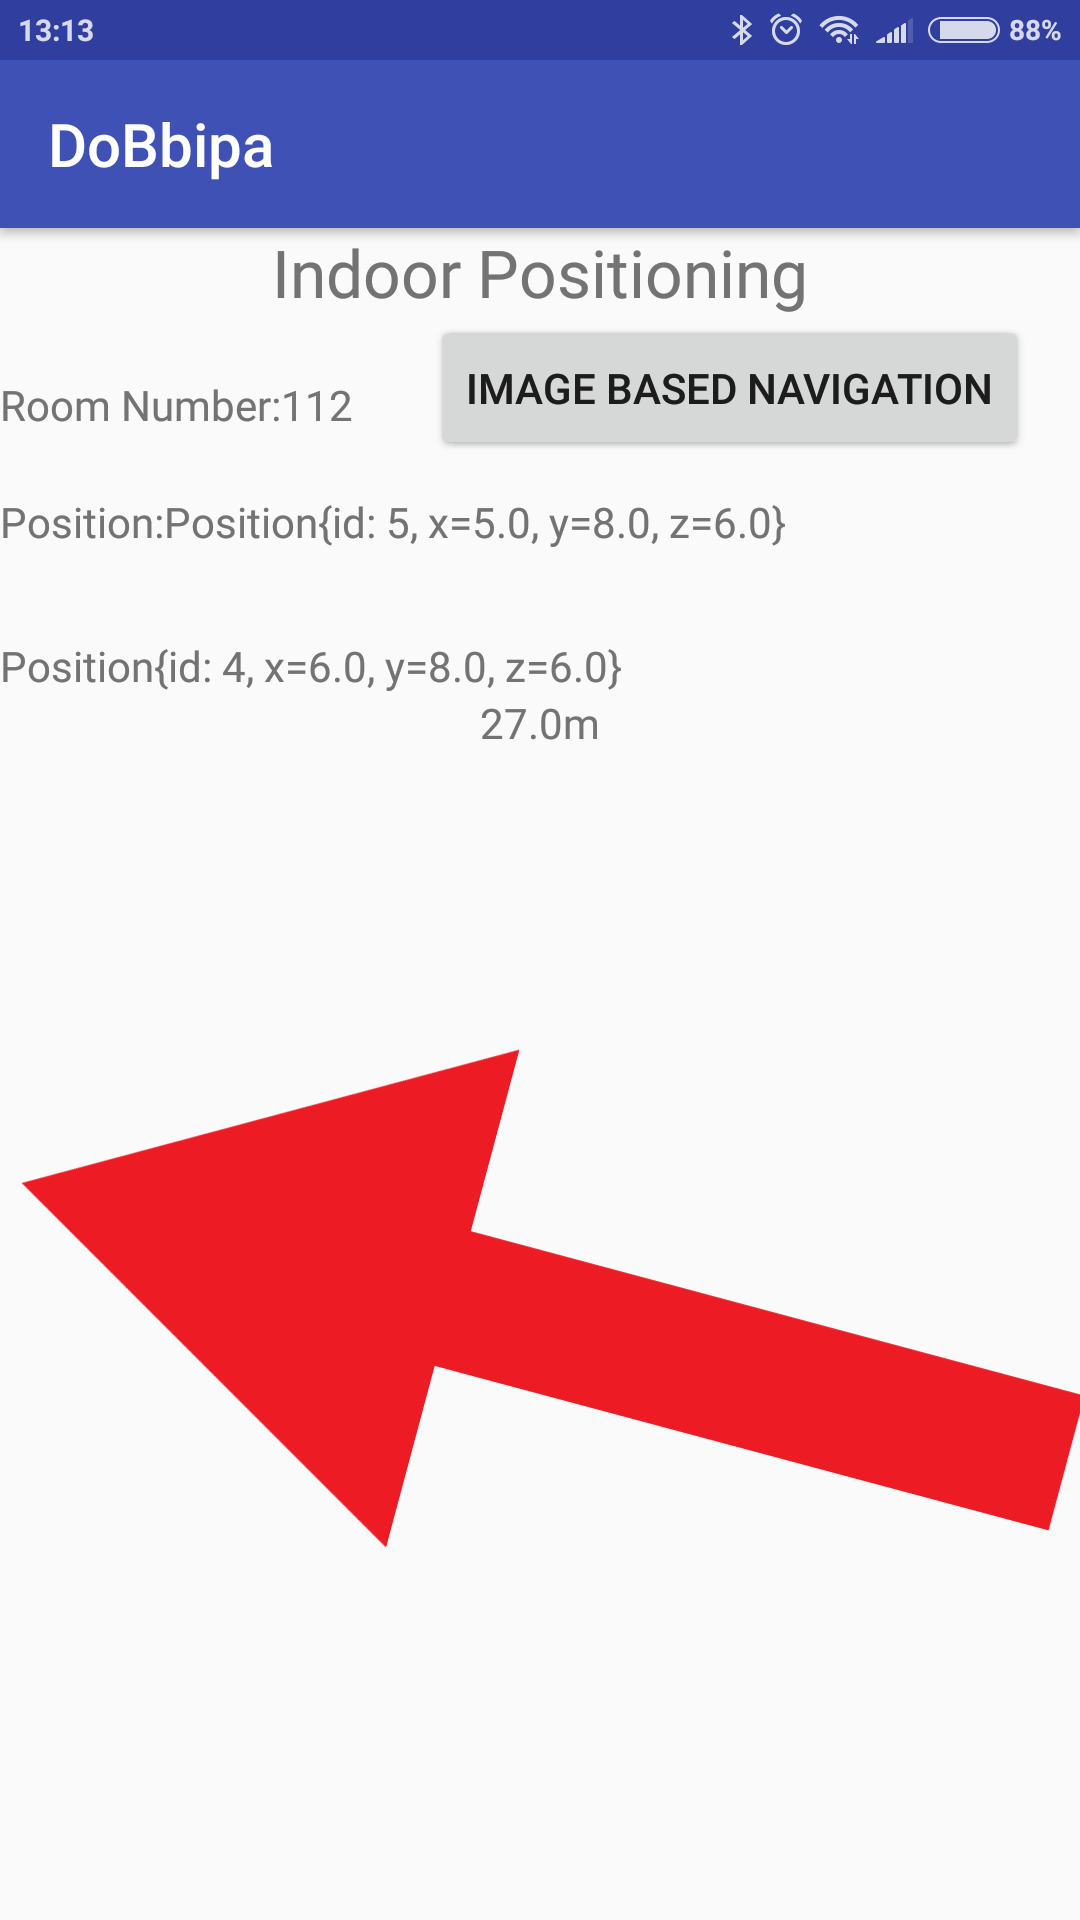 13:13 88%
DoBbipa
Indoor Positioning
IMAGE BASED NAVIGATION
Room Number:112
Position:Position{id: 5, x=5.0, y=8.0, z=6.0}
Position{id: 4, x=6.0, y=8.0, z=6.0}
27.0m